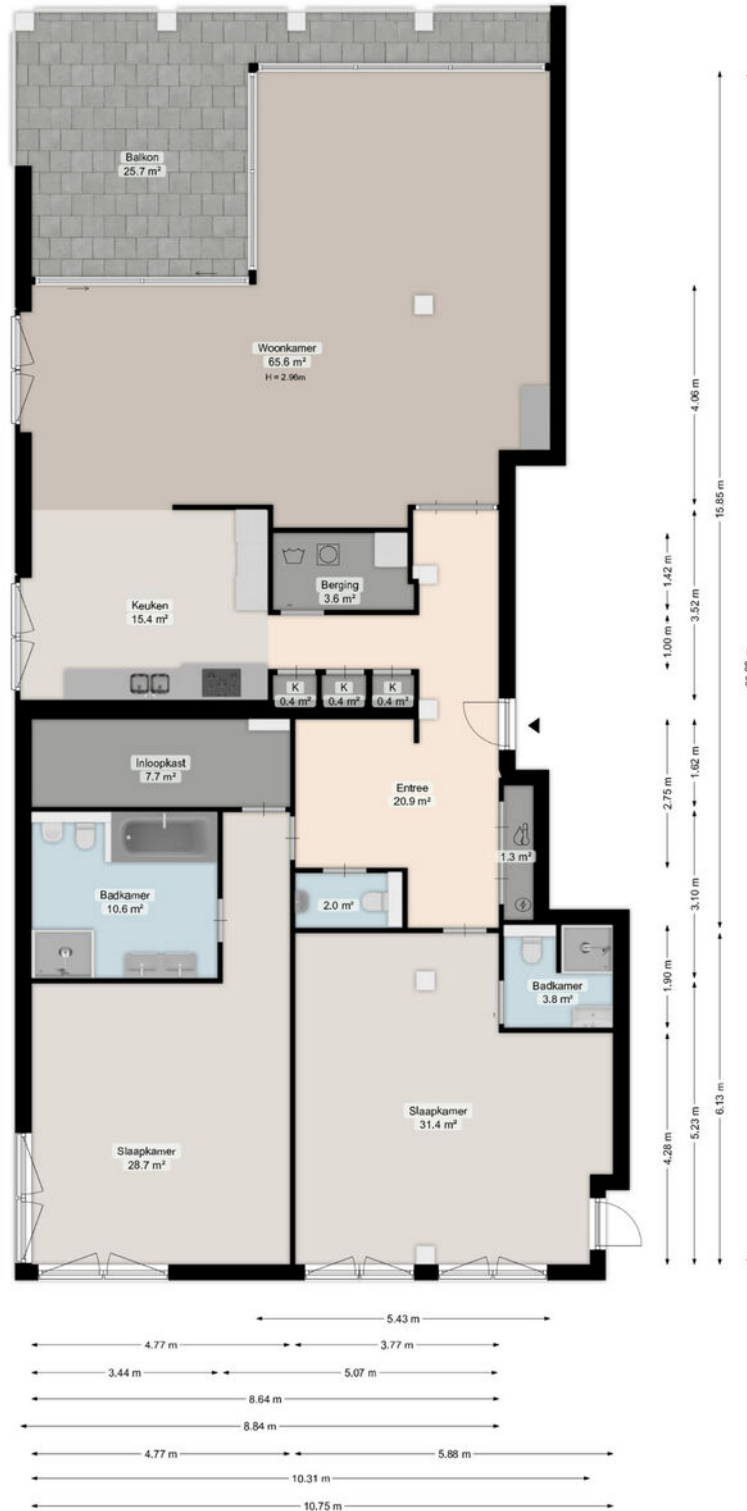 Balkon
25.7 m²
Woonkamer
65.6 m²
H = 2.96m
Berging
3.6 m²
Keuken
15.4 m²
K
0.4 m²
K
0.4 m²
K
0.4 m²
Inloopkast
7.7 m²
Entree
20.9 m²
1.3 m²
Badkamer
10.6 m²
2.0 m²
Badkamer
3.8 m²
Slaapkamer
31.4 m²
Slaapkamer
28.7 m²
4.06 m
15.85 m
1.42 m
3.52 m
1.00 m
1.62 m
2.75 m
3.10 m
1.90 m
6.13 m
5.23 m
4.28 m
5.43 m
4.77 m
3.77 m
3.44 m
5.07 m
8.64 m
8.84 m
4.77 m
5.88 m
10.31 m
10.75 m